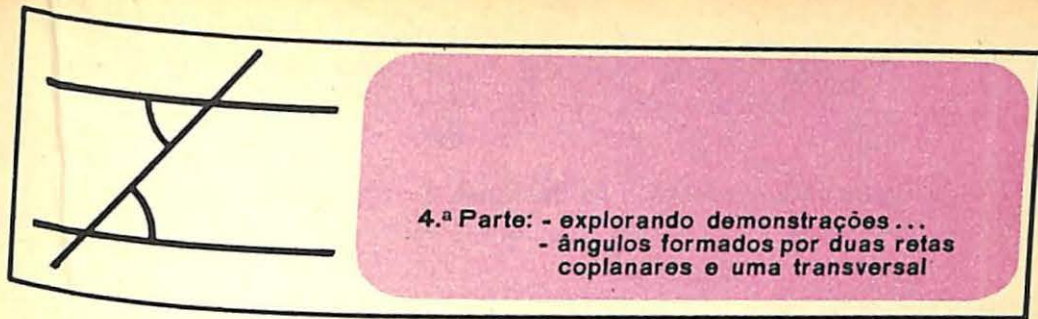 4.ª Parte: - explorando demonstrações...
- ângulos formados por duas retas
coplanares e uma transversal